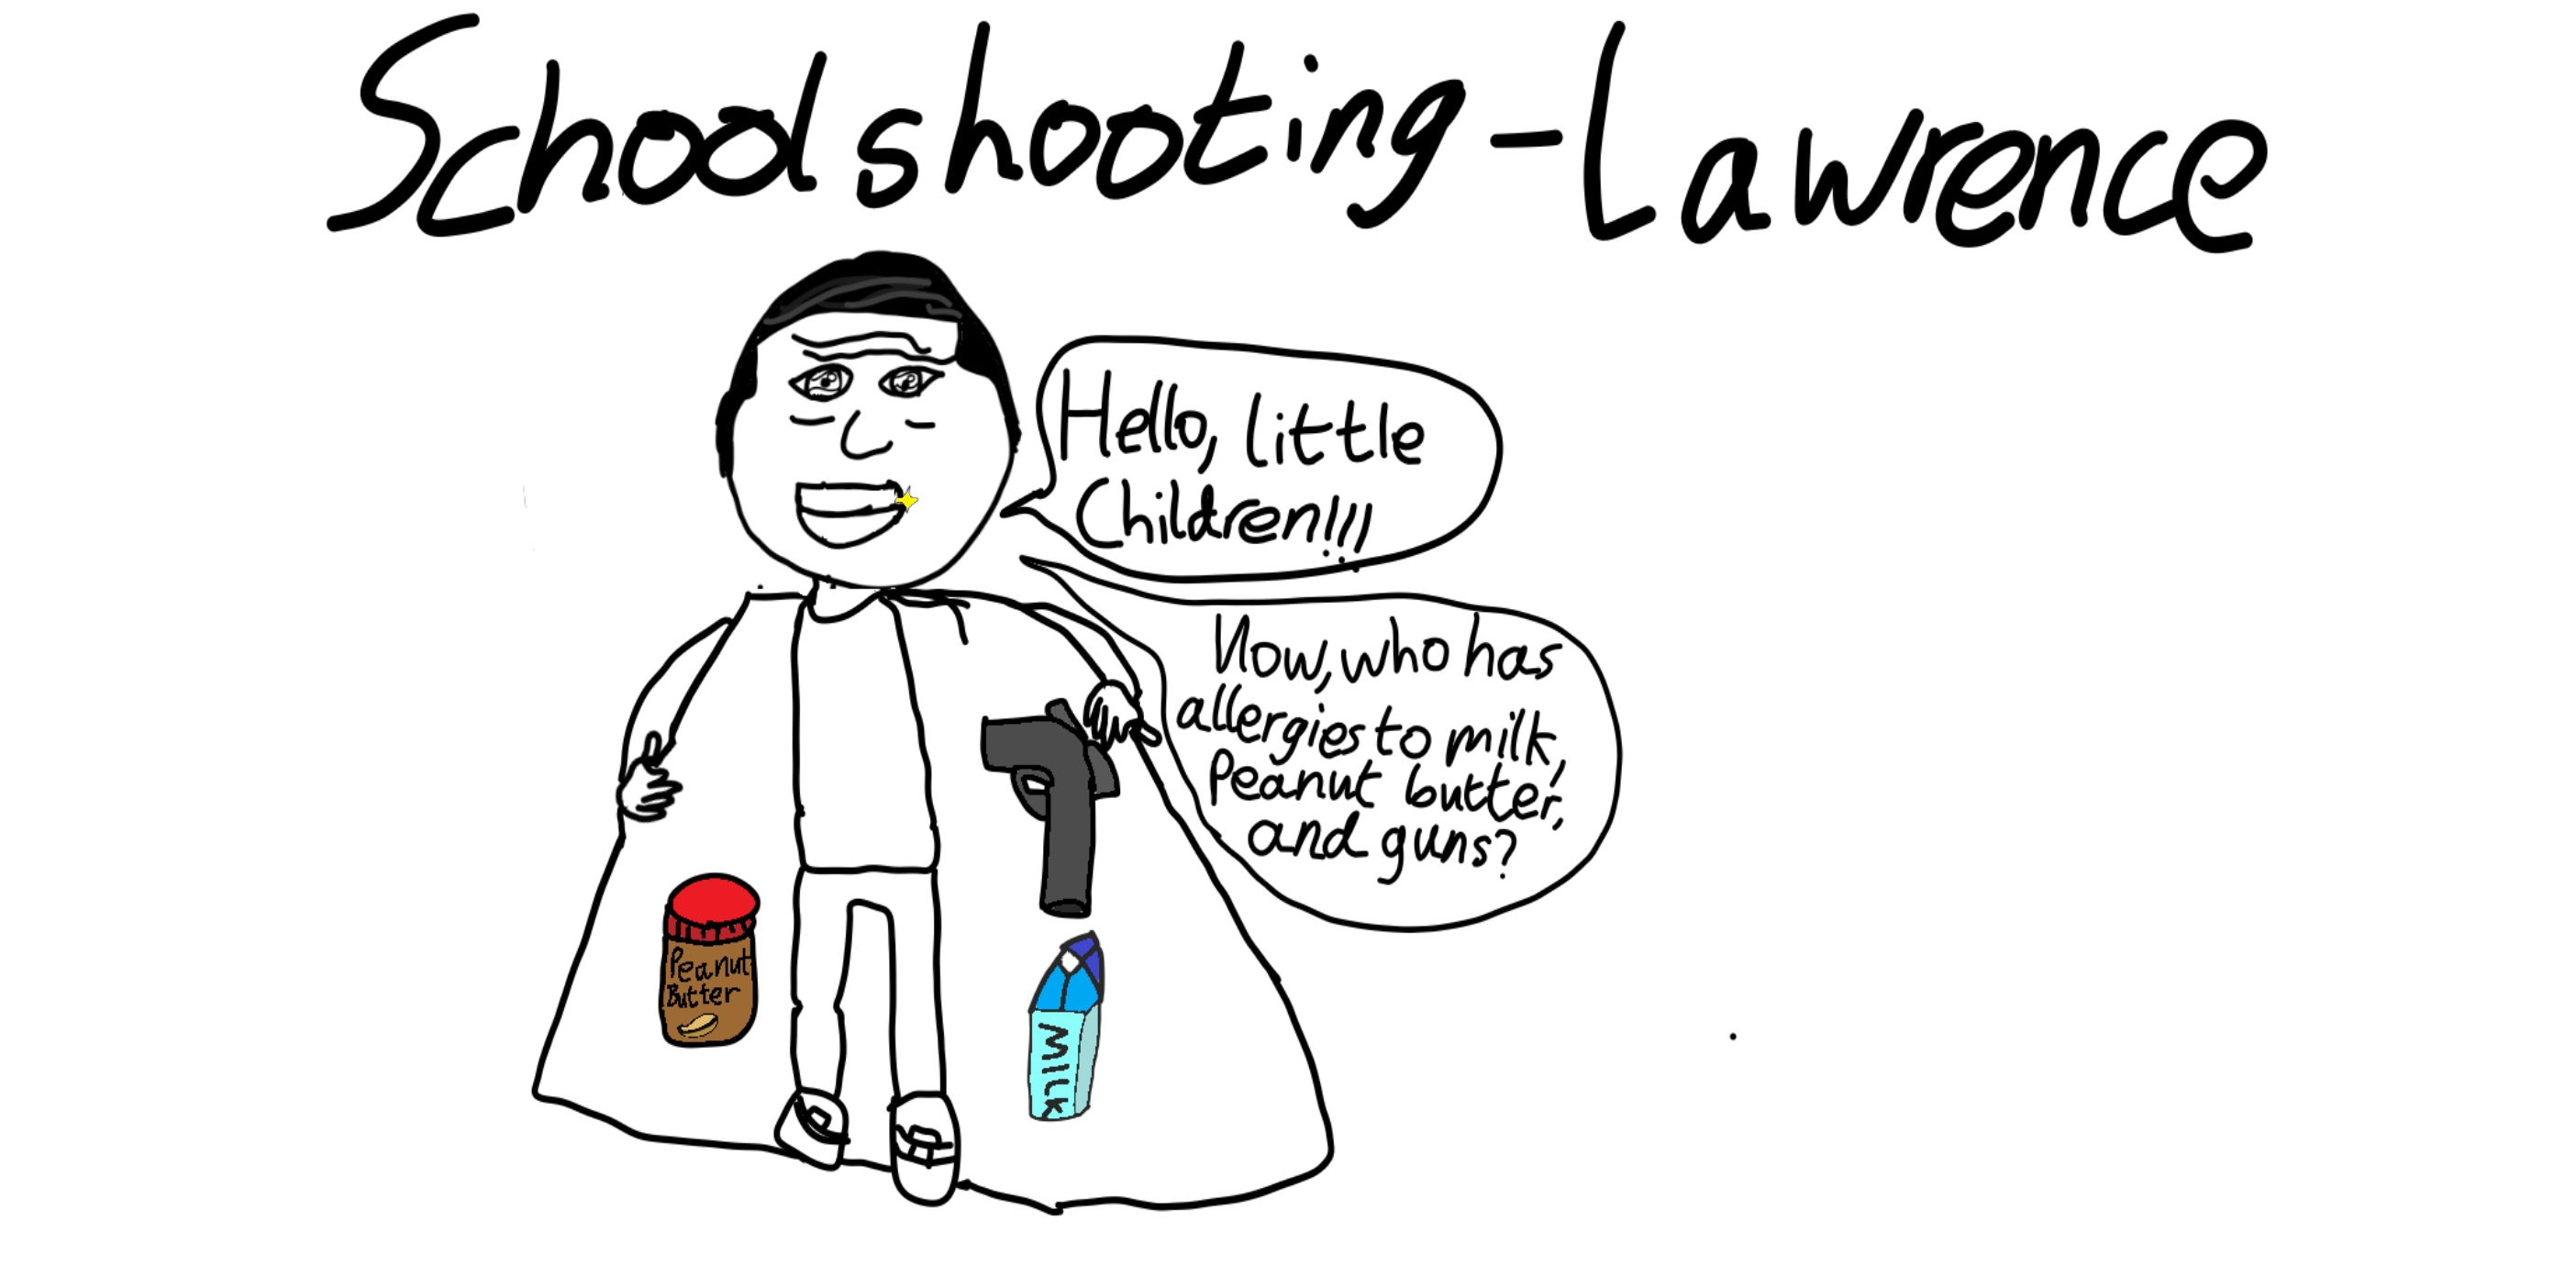 School shooting - Lawrence
Hello, little
Children!!!
Now, who has
allergies to milk,
Peanut butter,
and guns?
Peanut
Butter
MILK